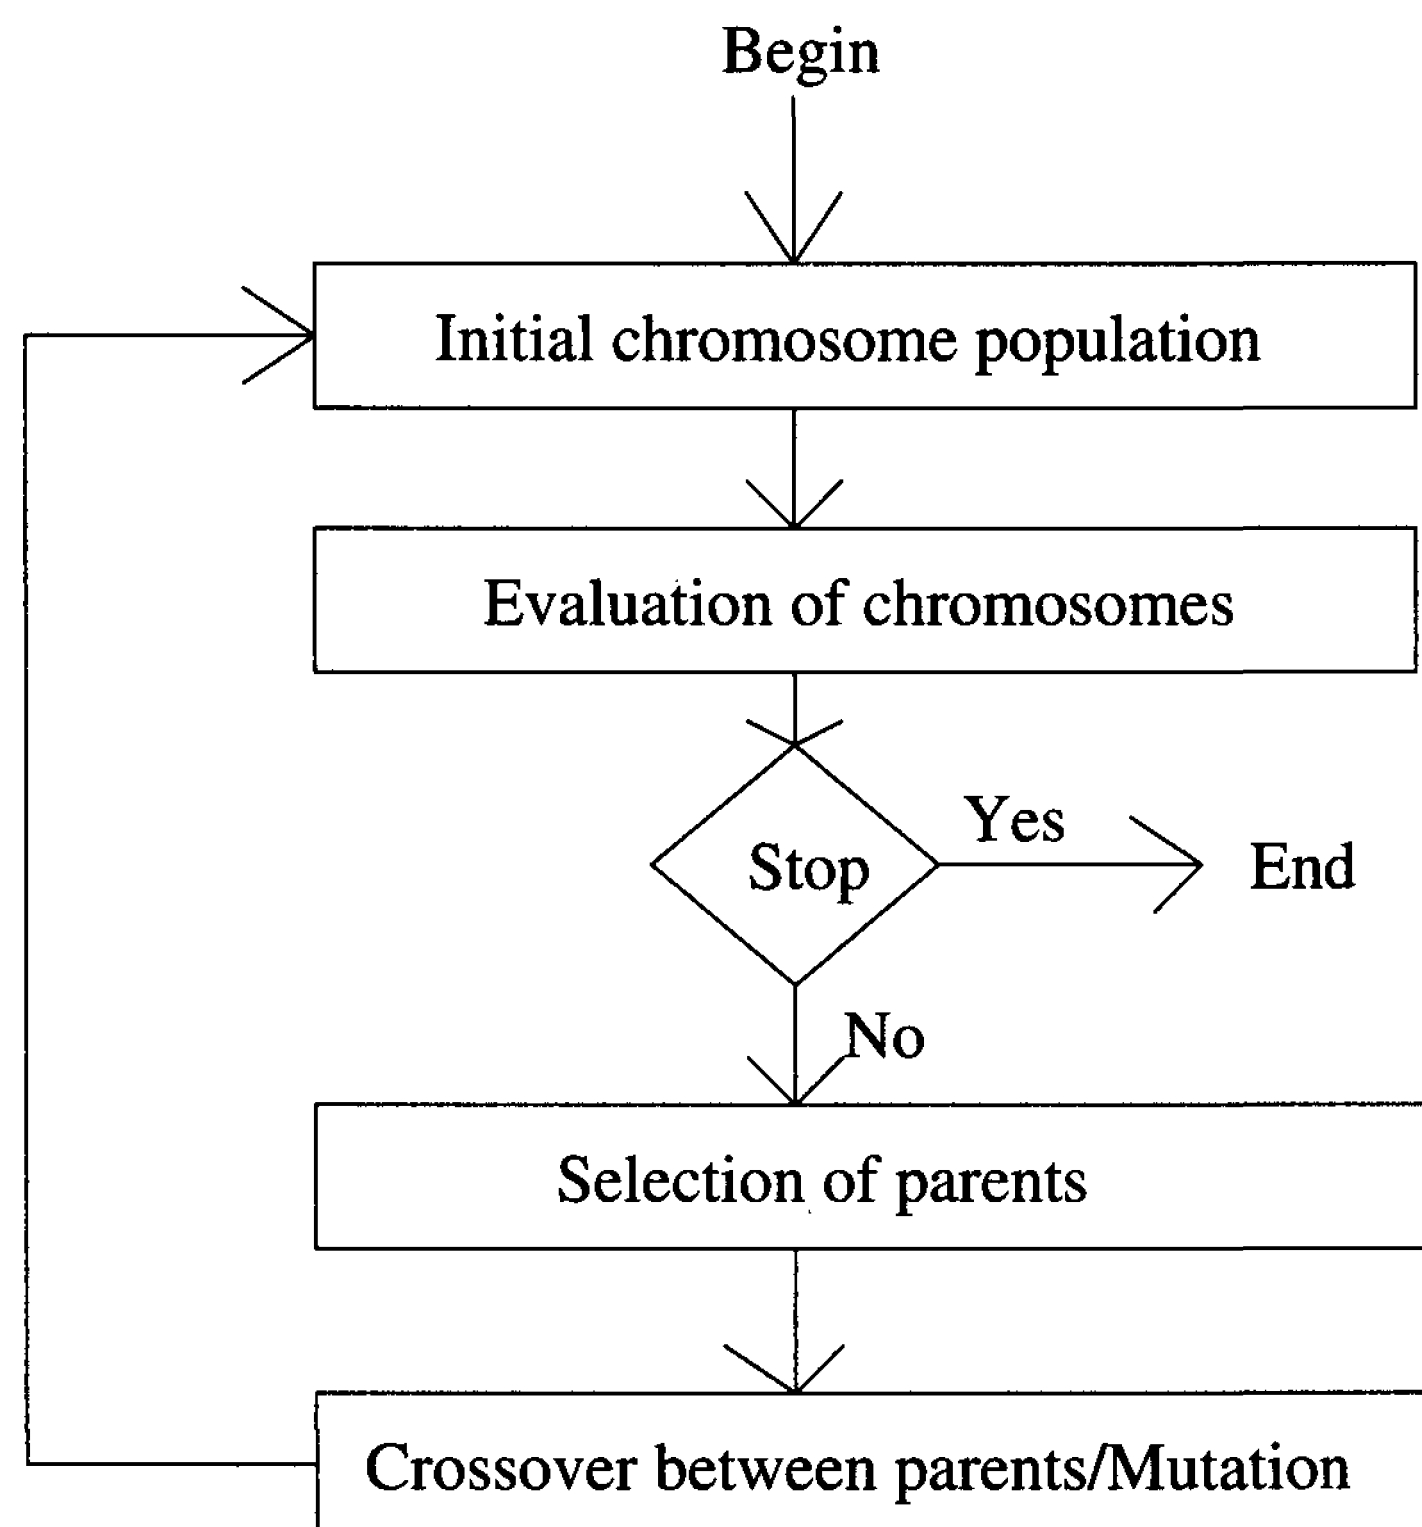 Begin
Initial chromosome population
Evaluation of chromosomes
Stop
Yes
End
No
Selection of parents
Crossover between parents/Mutation